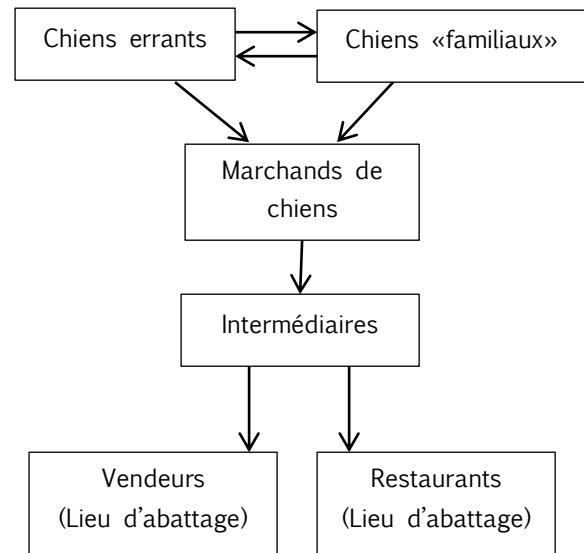 Chiens errants
Chiens «familiaux»
Marchands de
chiens
Intermédiaires
Vendeurs
(Lieu d'abattage)
Restaurants
(Lieu d'abattage)